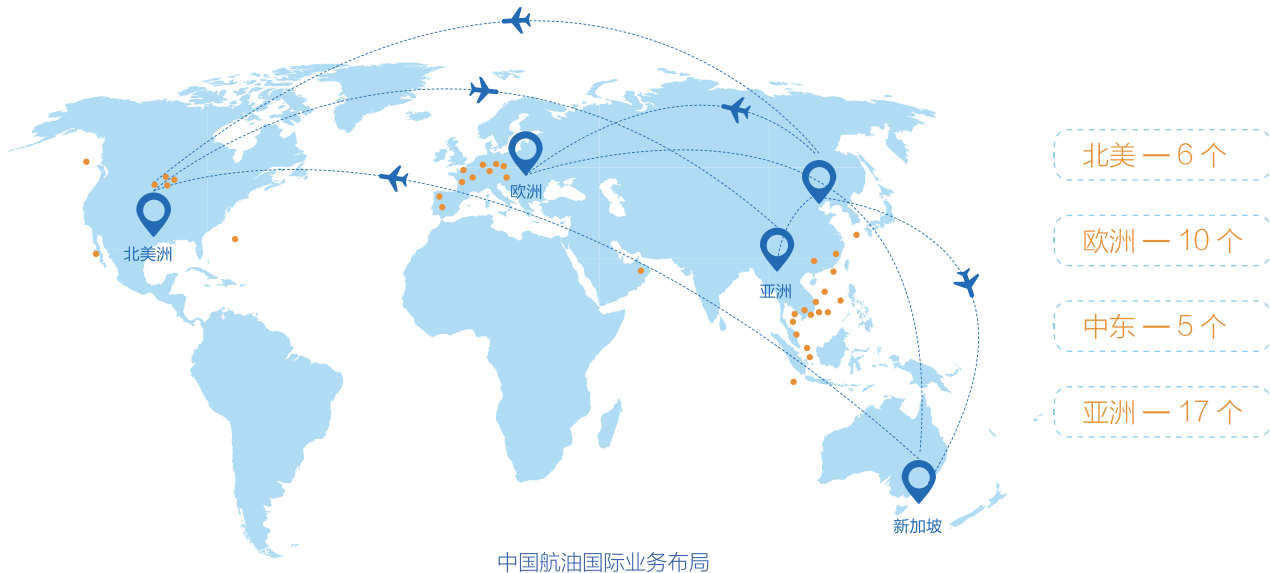 北美洲
欧洲
亚洲
新加坡
北美 — 6 个
欧洲 — 10 个
中东 — 5 个
亚洲 — 17 个
中国航油国际业务布局